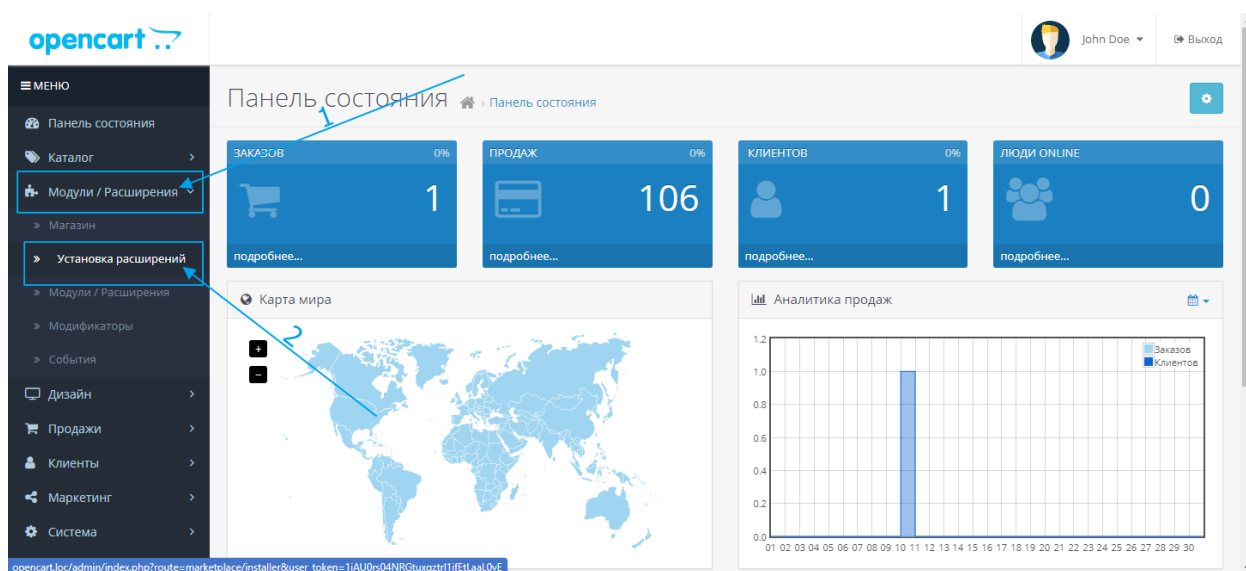 opencart
John Doe
Выход
МЕНЮ
Панель состояния
Каталог
Модули / Расширения
Магазин
Установка расширений
Модули / Расширения
Модификаторы
События
Дизайн
Продажи
Клиенты
Маркетинг
Система
Панель состояния
Панель состояния
1
2
ЗАКАЗОВ 0%
1
подробнее...
ПРОДАЖ 0%
106
подробнее...
КЛИЕНТОВ 0%
1
подробнее...
ЛЮДИ ONLINE
0
подробнее...
Карта мира
+
−
Аналитика продаж
Заказов
Клиентов
1.2
1.0
0.8
0.6
0.4
0.2
0.0
01 02 03 04 05 06 07 08 09 10 11 12 13 14 15 16 17 18 19 20 21 22 23 24 25 26 27 28 29 30